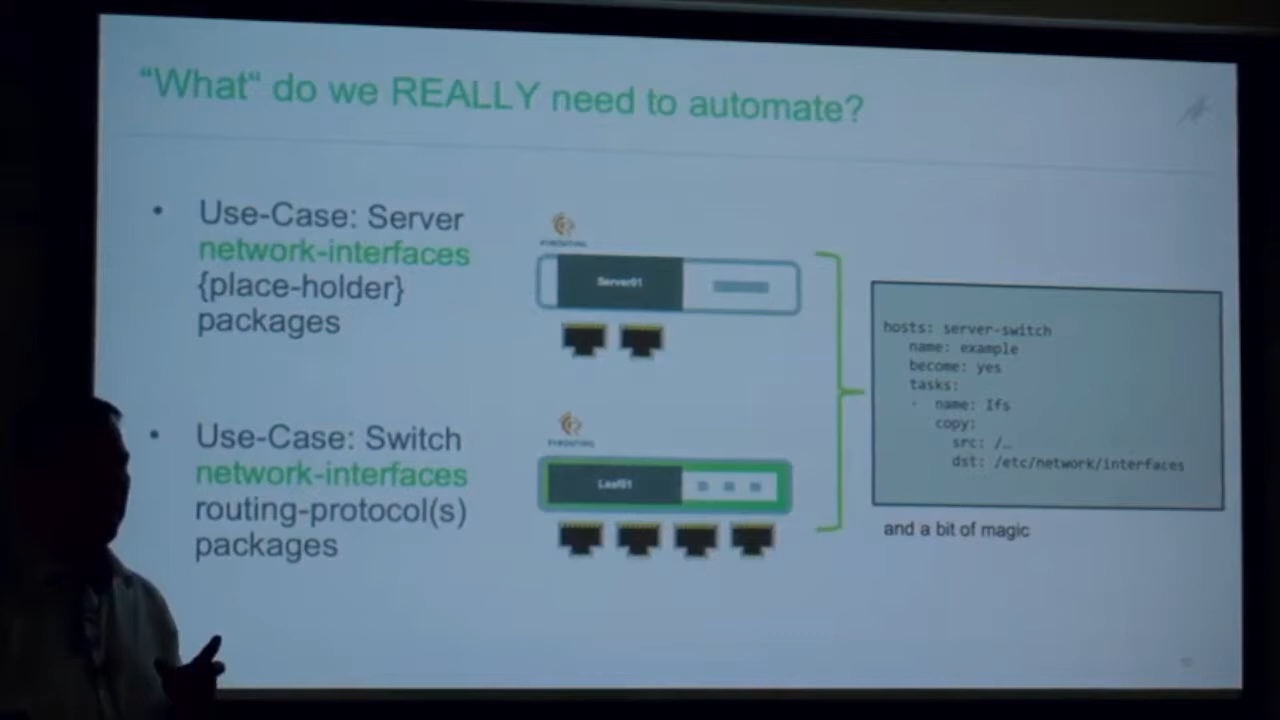 “What“ do we REALLY need to automate?
• Use-Case: Server
network-interfaces
{place-holder}
packages
Server01
• Use-Case: Switch
network-interfaces
routing-protocol(s)
packages
Leaf01
hosts: server-switch
name: example
become: yes
tasks:
- name: Ifs
copy:
src: /…
dst: /etc/network/interfaces
and a bit of magic